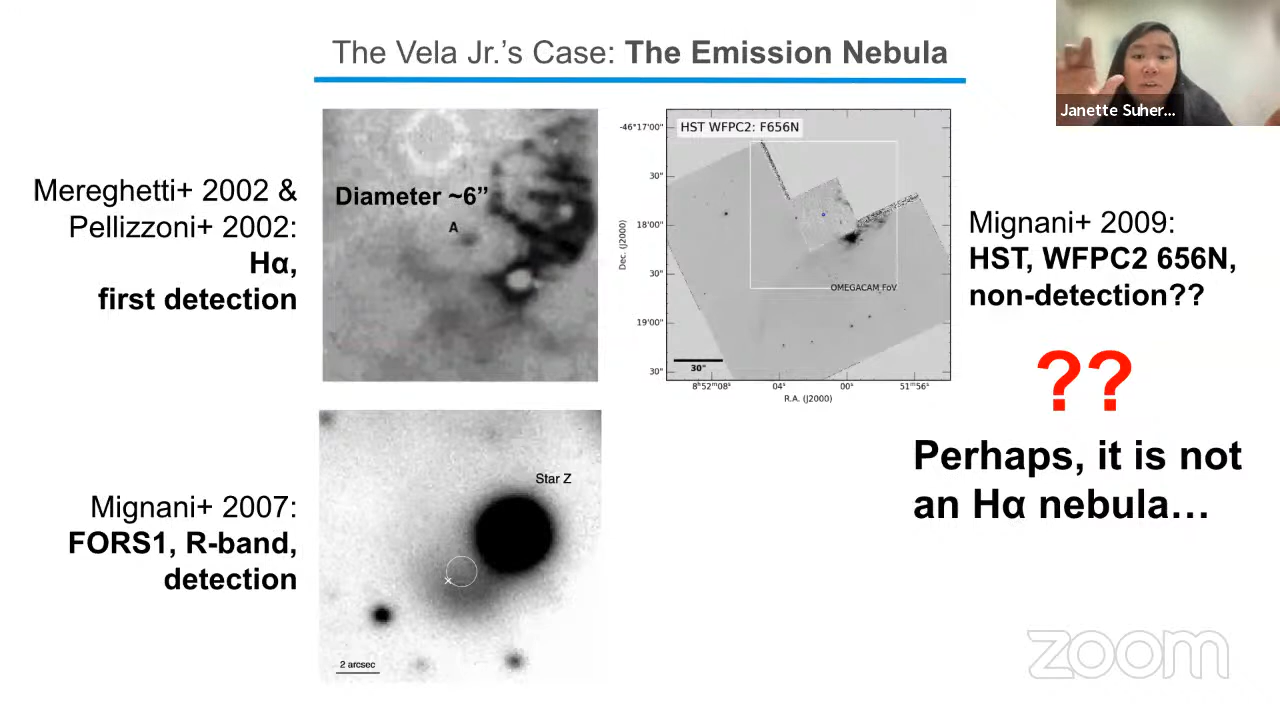 The Vela Jr.'s Case: The Emission Nebula
Janette Suher...
Mereghetti+ 2002 &
Pellizzoni+ 2002:
Hα,
first detection
Diameter ~6”
A
HST WFPC2: F656N
-46°17'00"
30"
18'00"
30"
19'00"
30"
Dec. (J2000)
OMEGACAM FoV
30"
8ʰ52ᵐ08ˢ
04ˢ
00ˢ
51ᵐ56ˢ
R.A. (J2000)
Mignani+ 2009:
HST, WFPC2 656N,
non-detection??
??
Perhaps, it is not
an Hα nebula…
Mignani+ 2007:
FORS1, R-band,
detection
Star Z
2 arcsec
zoom